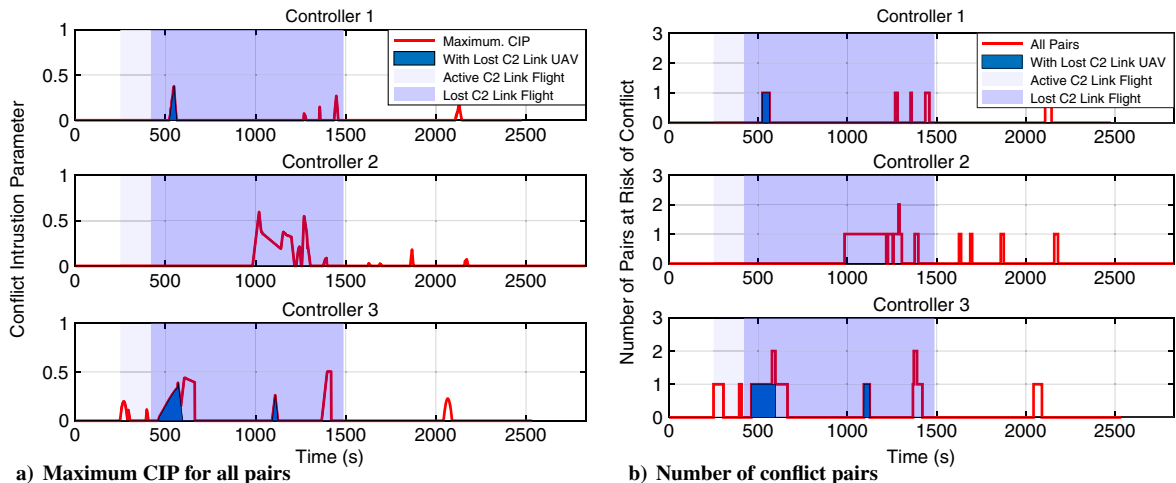 Controller 1
1
0.5
0
0 500 1000 1500 2000 2500
Maximum. CIP
With Lost C2 Link UAV
Active C2 Link Flight
Lost C2 Link Flight
Controller 2
1
0.5
0
0 500 1000 1500 2000 2500
Controller 3
1
0.5
0
0 500 1000 1500 2000 2500
Time (s)
Conflict Intrustion Parameter
a) Maximum CIP for all pairs
Controller 1
3
2
1
0
0 500 1000 1500 2000 2500
All Pairs
With Lost C2 Link UAV
Active C2 Link Flight
Lost C2 Link Flight
Controller 2
3
2
1
0
0 500 1000 1500 2000 2500
Controller 3
3
2
1
0
0 500 1000 1500 2000 2500
Time (s)
Number of Pairs at Risk of Conflict
b) Number of conflict pairs